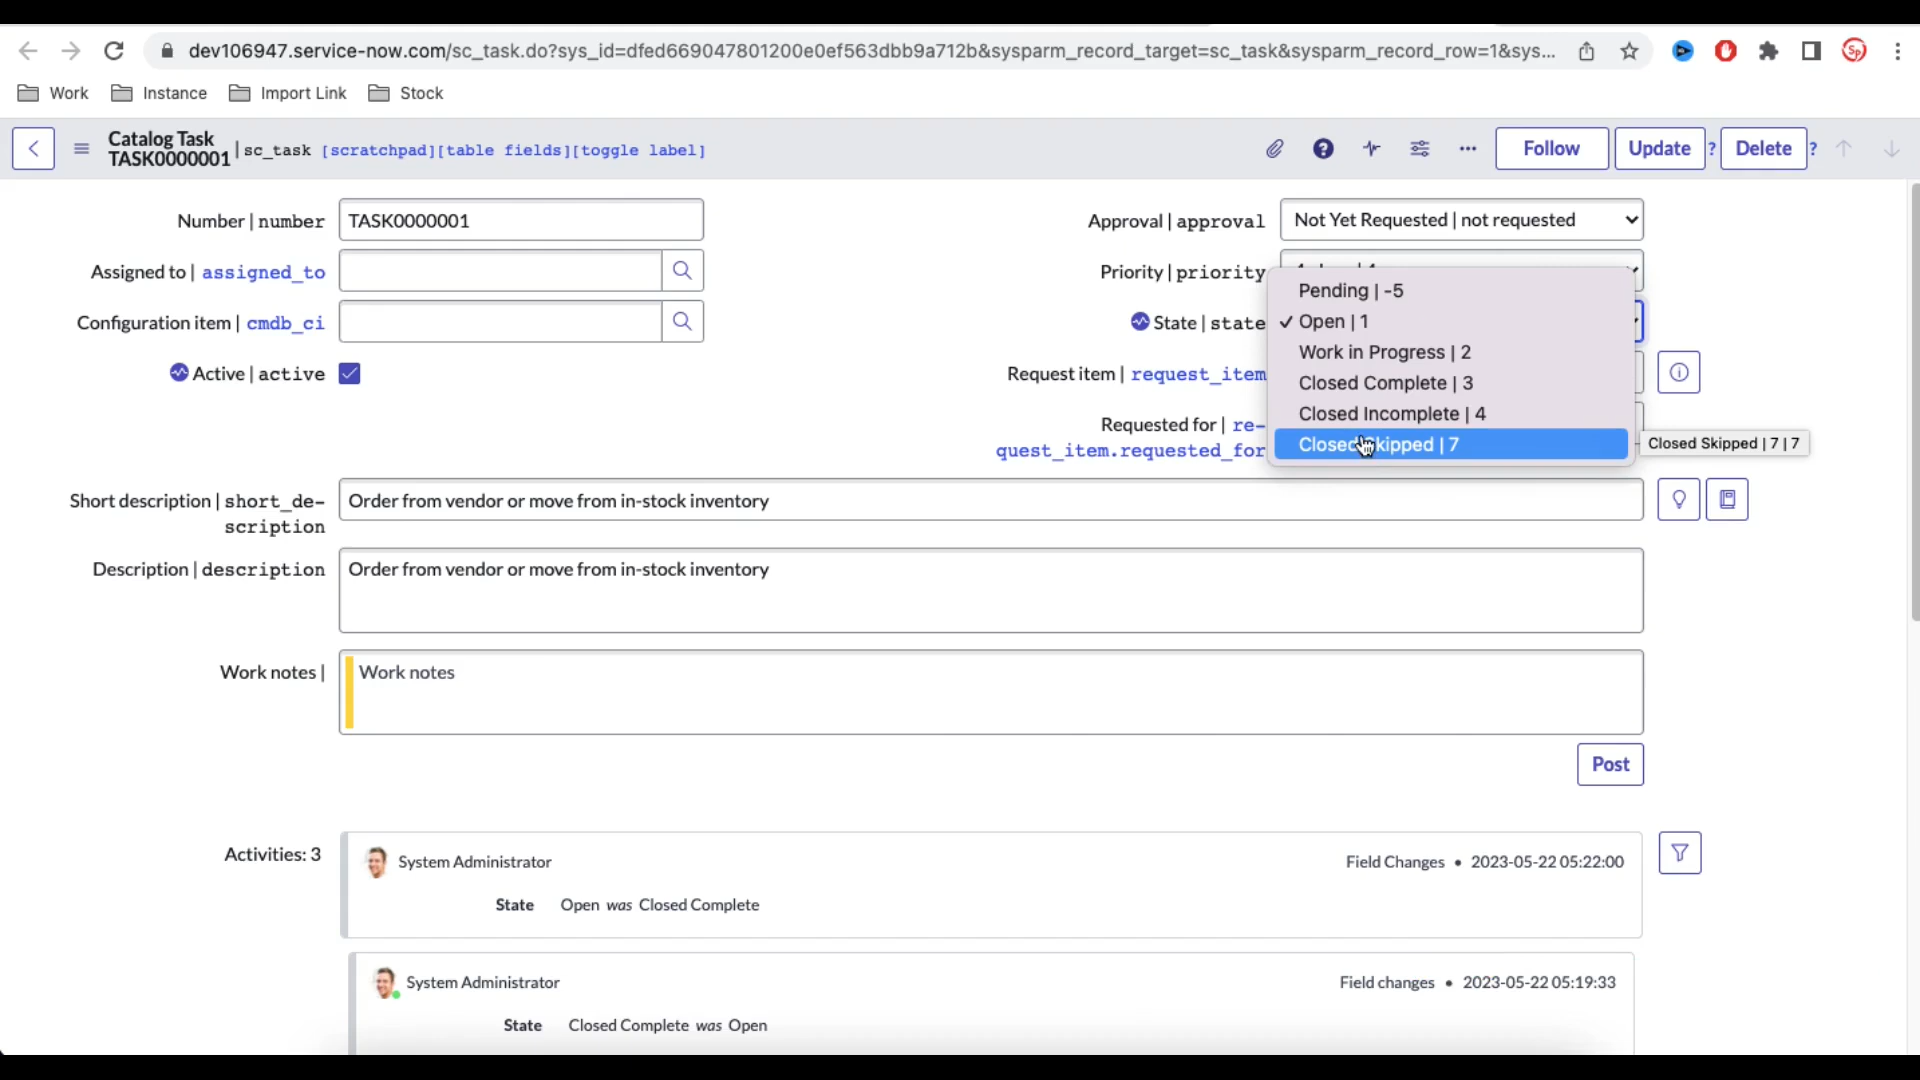 dev106947.service-now.com/sc_task.do?sys_id=dfed669047801200e0ef563dbb9a712b&sysparm_record_target=sc_task&sysparm_record_row=1&sys...
Work Instance Import Link Stock
Catalog Task
TASK0000001 | sc_task [scratchpad][table fields][toggle label]
Follow Update ? Delete ?
Number | number TASK0000001
Approval | approval Not Yet Requested | not requested
Assigned to | assigned_to
Priority | priority
Configuration item | cmdb_ci
State | state
Active | active
Request item | request_item
Requested for | re-
quest_item.requested_for
Pending | -5
✓ Open | 1
Work in Progress | 2
Closed Complete | 3
Closed Incomplete | 4
Closed Skipped | 7
Closed Skipped | 7 | 7
Short description | short_de-
scription
Order from vendor or move from in-stock inventory
Description | description
Order from vendor or move from in-stock inventory
Work notes |
Work notes
Post
Activities: 3
System Administrator
Field Changes • 2023-05-22 05:22:00
State Open was Closed Complete
System Administrator
Field changes • 2023-05-22 05:19:33
State Closed Complete was Open